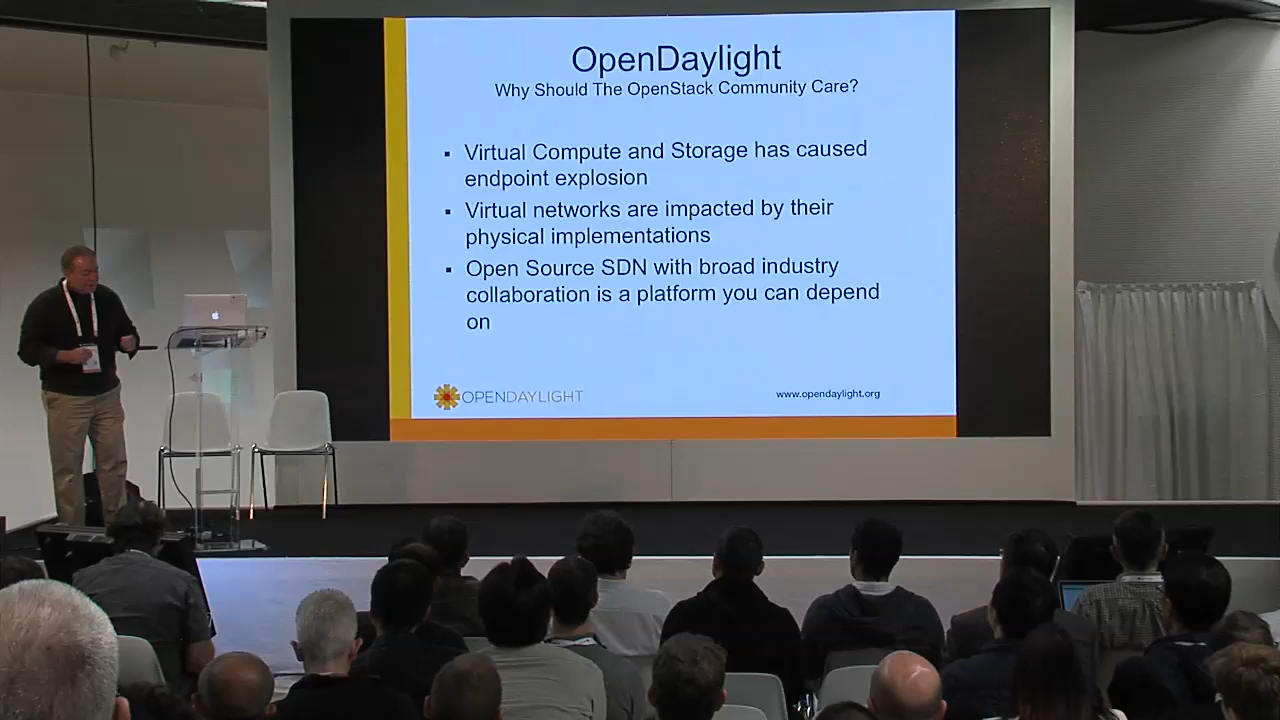 OpenDaylight
Why Should The OpenStack Community Care?
▪ Virtual Compute and Storage has caused
endpoint explosion
▪ Virtual networks are impacted by their
physical implementations
▪ Open Source SDN with broad industry
collaboration is a platform you can depend
on
OPENDAYLIGHT
www.opendaylight.org